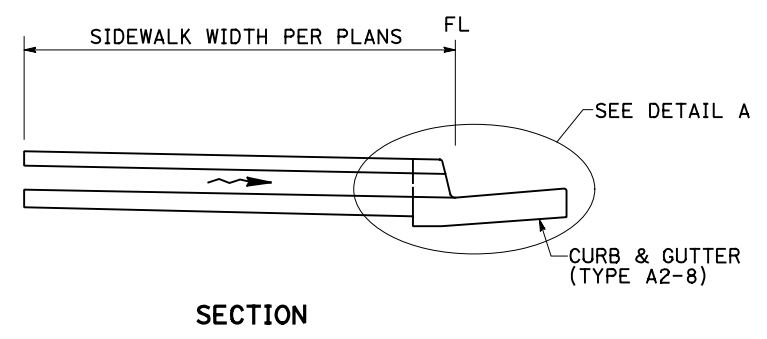 FL
SIDEWALK WIDTH PER PLANS
SEE DETAIL A
CURB & GUTTER
(TYPE A2-8)
SECTION